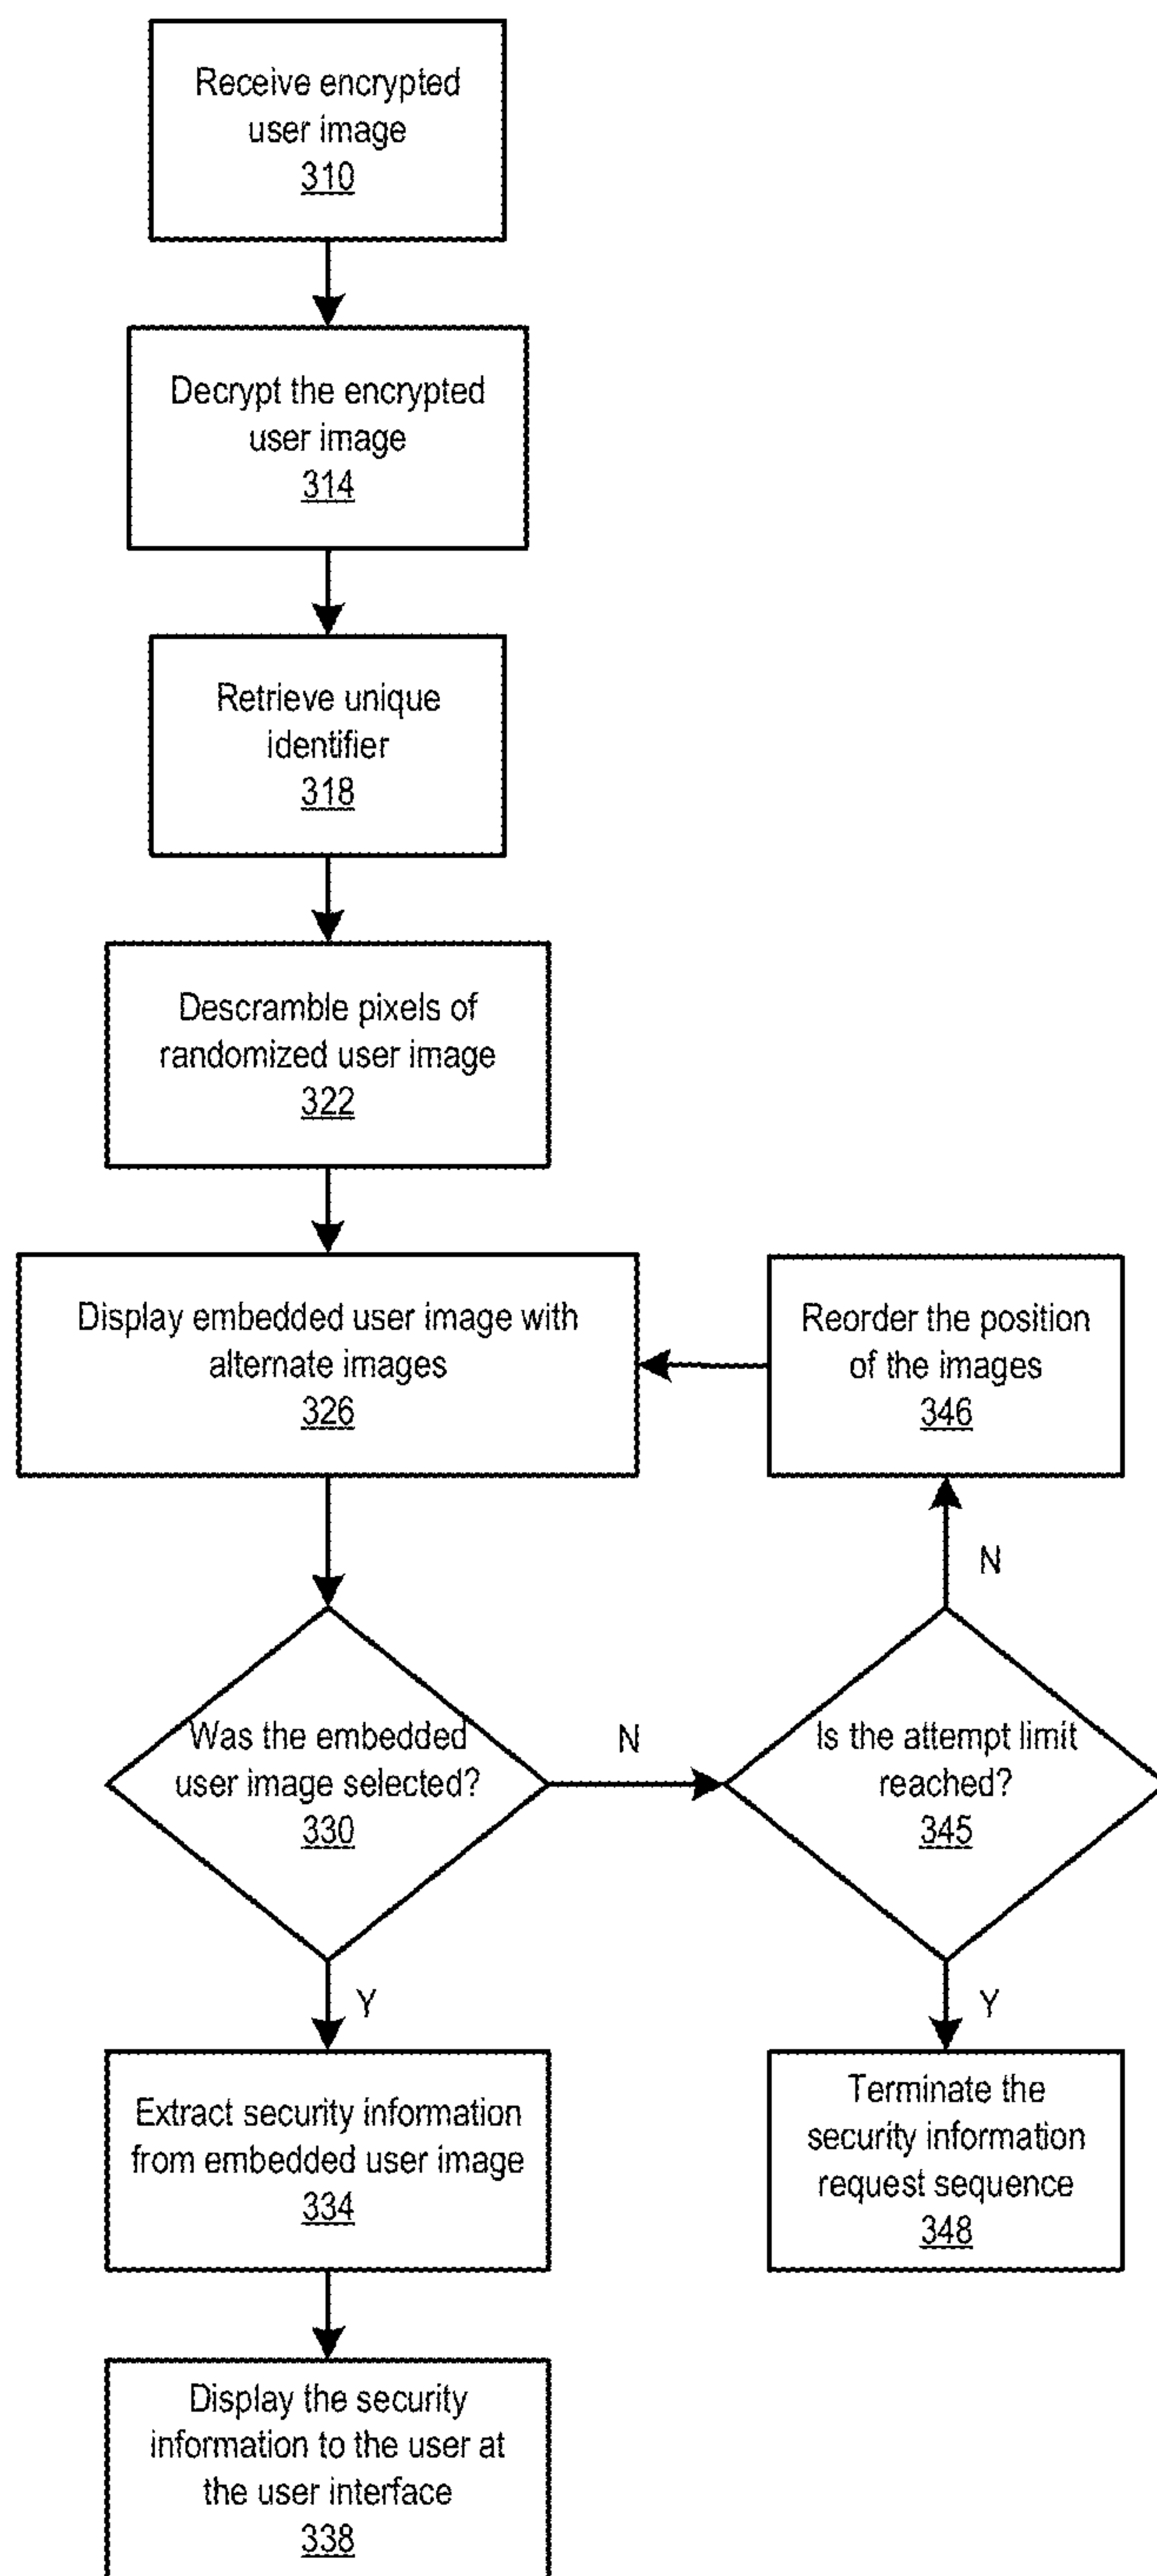 Receive encrypted
user image
310
Decrypt the encrypted
user image
314
Retrieve unique
identifier
318
Descramble pixels of
randomized user image
322
Display embedded user image with
alternate images
326
Reorder the position
of the images
346
N
Was the embedded
user image selected?
330
N
Is the attempt limit
reached?
345
Y
Y
Extract security information
from embedded user image
334
Terminate the
security information
request sequence
348
Display the security
information to the user at
the user interface
338